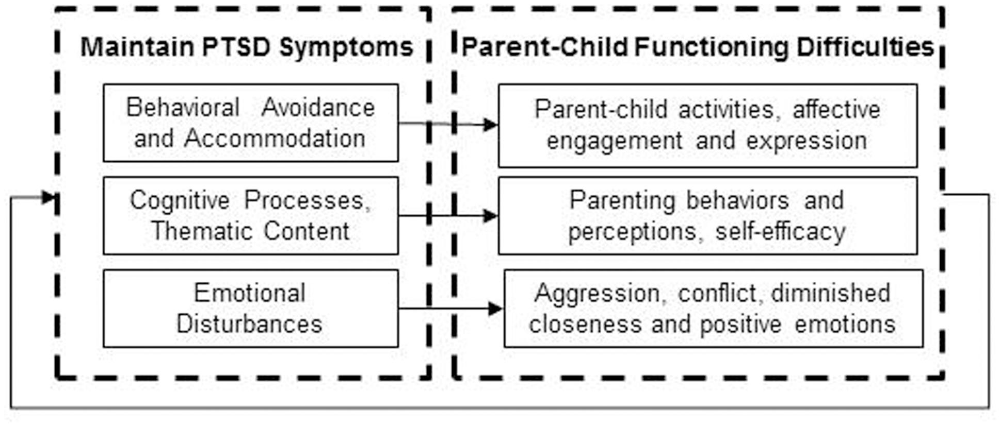 Maintain PTSD Symptoms
Behavioral Avoidance
and Accommodation
Cognitive Processes,
Thematic Content
Emotional
Disturbances
Parent-Child Functioning Difficulties
Parent-child activities, affective
engagement and expression
Parenting behaviors and
perceptions, self-efficacy
Aggression, conflict, diminished
closeness and positive emotions